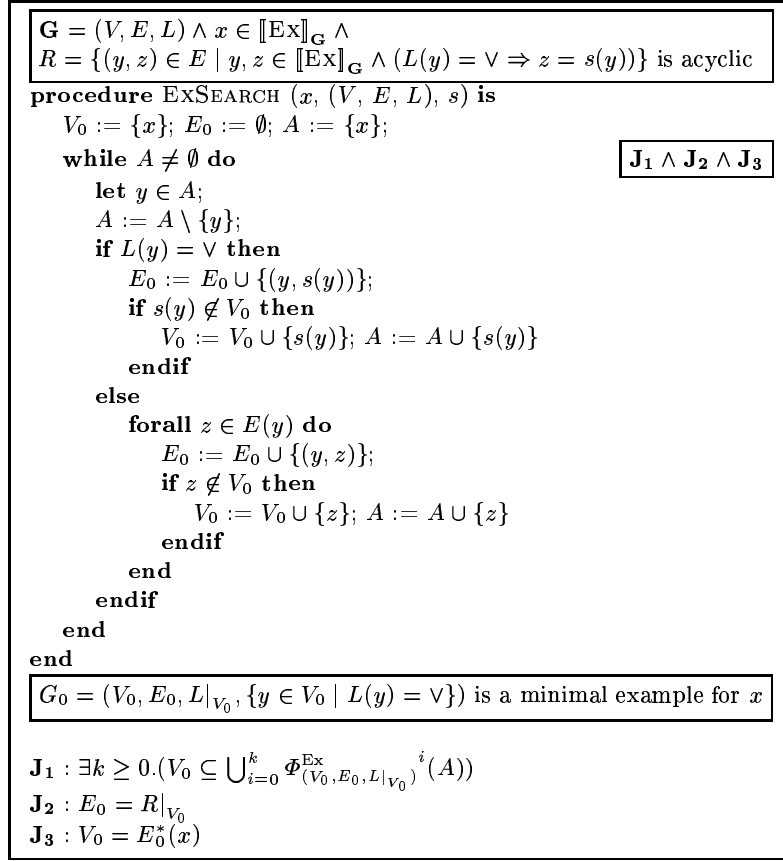 G = (V, E, L) ∧ x ∈ ⟦Ex⟧_G ∧
R = {(y, z) ∈ E | y, z ∈ ⟦Ex⟧_G ∧ (L(y) = ∨ ⇒ z = s(y))} is acyclic
procedure EXSEARCH (x, (V, E, L), s) is
V₀ := {x}; E₀ := ∅; A := {x};
while A ≠ ∅ do J₁ ∧ J₂ ∧ J₃
let y ∈ A;
A := A \ {y};
if L(y) = ∨ then
E₀ := E₀ ∪ {(y, s(y))};
if s(y) ∉ V₀ then
V₀ := V₀ ∪ {s(y)}; A := A ∪ {s(y)}
endif
else
forall z ∈ E(y) do
E₀ := E₀ ∪ {(y, z)};
if z ∉ V₀ then
V₀ := V₀ ∪ {z}; A := A ∪ {z}
endif
end
endif
end
end
G₀ = (V₀, E₀, L|_V₀, {y ∈ V₀ | L(y) = ∨}) is a minimal example for x
J₁ : ∃k ≥ 0.(V₀ ⊆ ⋃_{i=0}^{k} Φ^{Ex}_{(V₀,E₀,L|_V₀)}^i (A))
J₂ : E₀ = R|_V₀
J₃ : V₀ = E₀*(x)